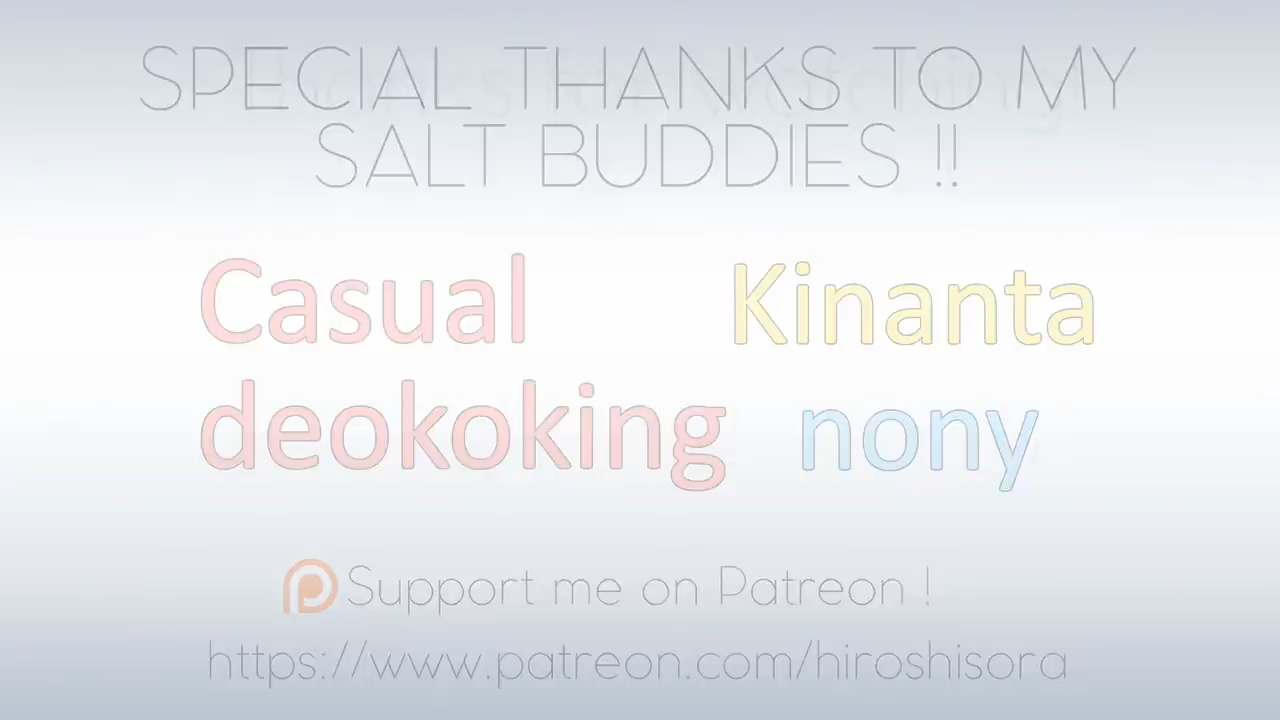 SPECIAL THANKS TO MY
SALT BUDDIES !!
Casual Kinanta
deokoking nony
Support me on Patreon !
https://www.patreon.com/hiroshisora